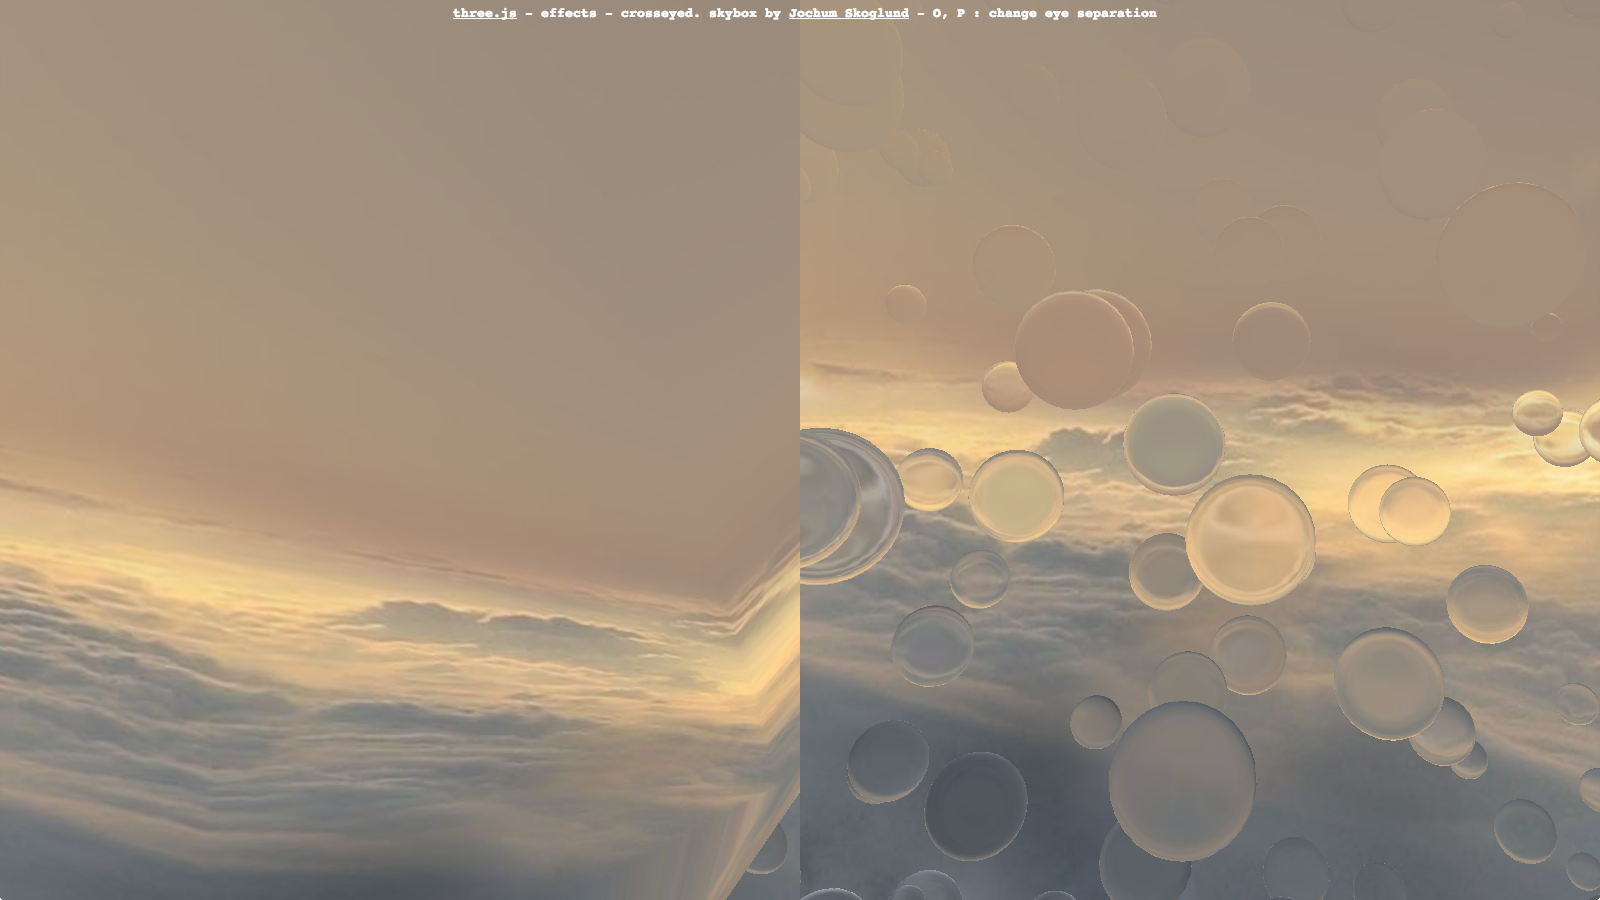 three.js - effects - crosseyed. skybox by Jochum Skoglund - O, P : change eye separation